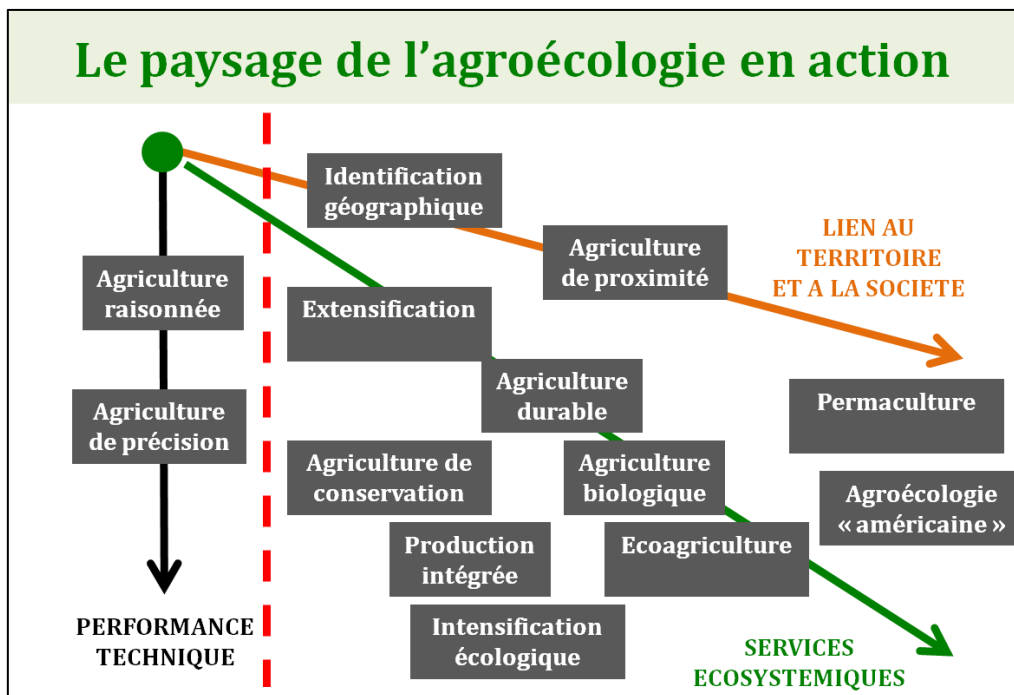 Le paysage de l'agroécologie en action
Identification
géographique
Agriculture
de proximité
LIEN AU
TERRITOIRE
ET A LA SOCIETE
Agriculture
raisonnée
Extensification
Agriculture
durable
Permaculture
Agriculture
de précision
Agriculture de
conservation
Agriculture
biologique
Agroécologie
« américaine »
Production
intégrée
Ecoagriculture
Intensification
écologique
PERFORMANCE
TECHNIQUE
SERVICES
ECOSYSTEMIQUES